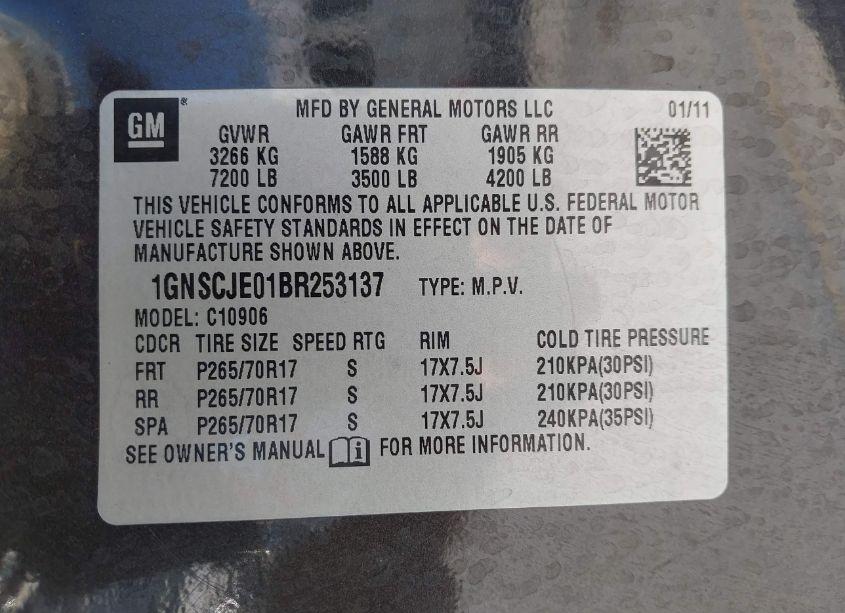 GM ®
MFD BY GENERAL MOTORS LLC 01/11
GVWR GAWR FRT GAWR RR
3266 KG 1588 KG 1905 KG
7200 LB 3500 LB 4200 LB
THIS VEHICLE CONFORMS TO ALL APPLICABLE U.S. FEDERAL MOTOR
VEHICLE SAFETY STANDARDS IN EFFECT ON THE DATE OF
MANUFACTURE SHOWN ABOVE.
1GNSCJE01BR253137 TYPE: M.P.V.
MODEL: C10906
CDCR TIRE SIZE SPEED RTG RIM COLD TIRE PRESSURE
FRT P265/70R17 S 17X7.5J 210KPA(30PSI)
RR P265/70R17 S 17X7.5J 210KPA(30PSI)
SPA P265/70R17 S 17X7.5J 240KPA(35PSI)
SEE OWNER'S MANUAL i FOR MORE INFORMATION.